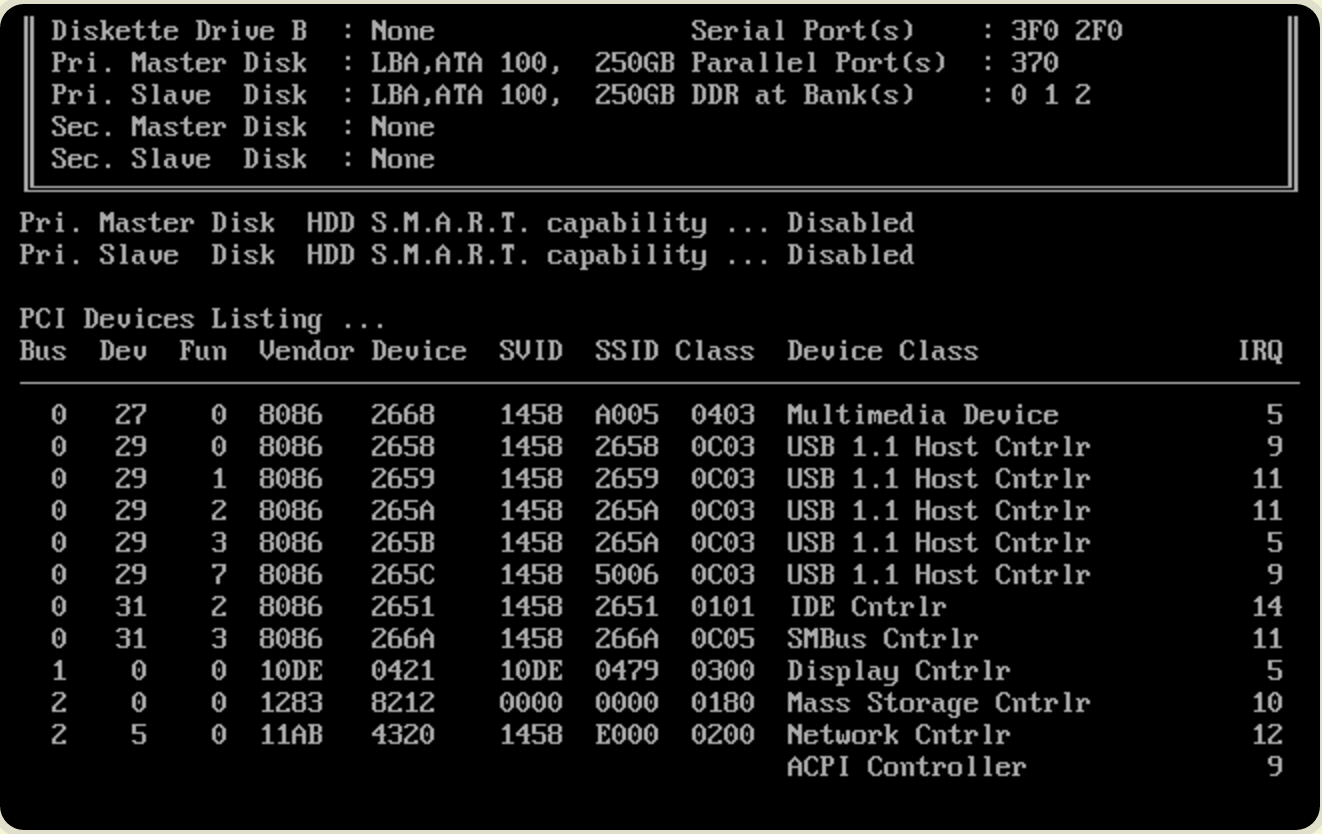 Diskette Drive B  : None                Serial Port(s)    : 3F0 2F0
Pri. Master Disk  : LBA,ATA 100,  250GB Parallel Port(s)  : 370
Pri. Slave  Disk  : LBA,ATA 100,  250GB DDR at Bank(s)    : 0 1 2
Sec. Master Disk  : None
Sec. Slave  Disk  : None
Pri. Master Disk  HDD S.M.A.R.T. capability ... Disabled
Pri. Slave  Disk  HDD S.M.A.R.T. capability ... Disabled
PCI Devices Listing ...
Bus  Dev  Fun  Vendor Device  SVID  SSID Class  Device Class                IRQ
0   27    0  8086   2668    1458  A005  0403  Multimedia Device             5
0   29    0  8086   2658    1458  2658  0C03  USB 1.1 Host Cntrlr           9
0   29    1  8086   2659    1458  2659  0C03  USB 1.1 Host Cntrlr          11
0   29    2  8086   265A    1458  265A  0C03  USB 1.1 Host Cntrlr          11
0   29    3  8086   265B    1458  265A  0C03  USB 1.1 Host Cntrlr           5
0   29    7  8086   265C    1458  5006  0C03  USB 1.1 Host Cntrlr           9
0   31    2  8086   2651    1458  2651  0101  IDE Cntrlr                   14
0   31    3  8086   266A    1458  266A  0C05  SMBus Cntrlr                 11
1    0    0  10DE   0421    10DE  0479  0300  Display Cntrlr                5
2    0    0  1283   8212    0000  0000  0180  Mass Storage Cntrlr          10
2    5    0  11AB   4320    1458  E000  0200  Network Cntrlr               12
ACPI Controller               9